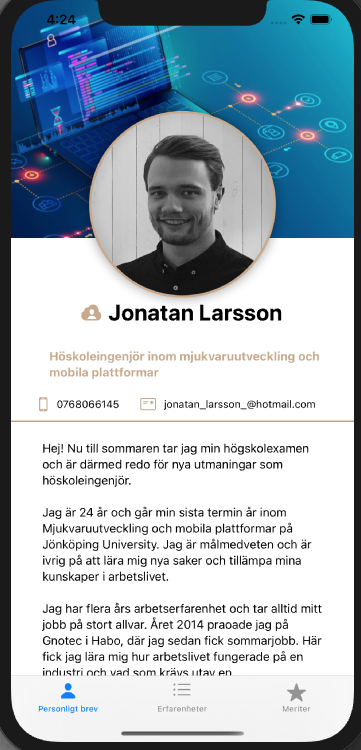 4:24
Jonatan Larsson
Höskoleingenjör inom mjukvaruutveckling och
mobila plattformar
0768066145 jonatan_larsson_@hotmail.com
Hej! Nu till sommaren tar jag min högskolexamen
och är därmed redo för nya utmaningar som
höskoleingenjör.
Jag är 24 år och går min sista termin år inom
Mjukvaruutveckling och mobila plattformar på
Jönköping University. Jag är målmedveten och är
ivrig på att lära mig nya saker och tillämpa mina
kunskaper i arbetslivet.
Jag har flera års arbetserfarenhet och tar alltid mitt
jobb på stort allvar. Året 2014 praoade jag på
Gnotec i Habo, där jag sedan fick sommarjobb. Här
fick jag lära mig hur arbetslivet fungerade på en
industri och vad som krävs utav en
Personligt brev Erfarenheter Meriter